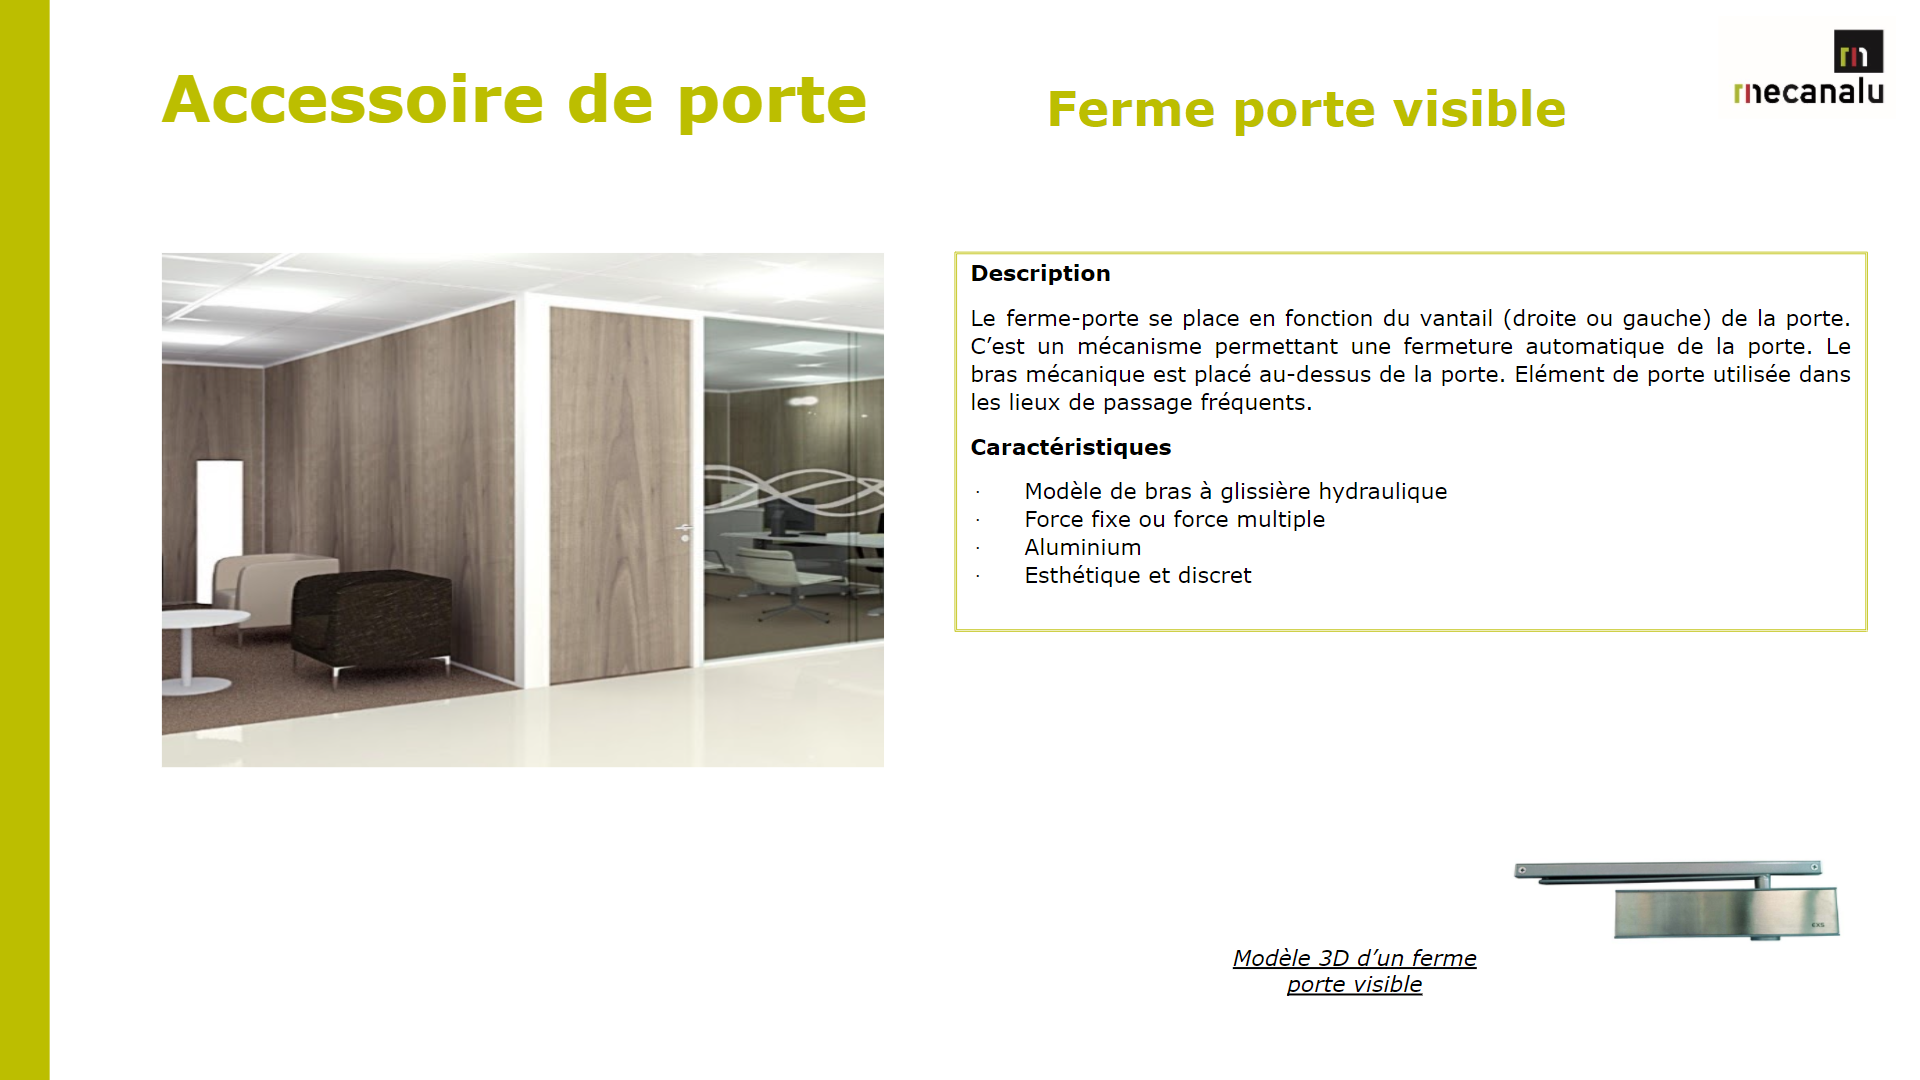 Accessoire de porte
Ferme porte visible
mecanalu
Description
Le ferme-porte se place en fonction du vantail (droite ou gauche) de la porte.
C’est un mécanisme permettant une fermeture automatique de la porte. Le
bras mécanique est placé au-dessus de la porte. Elément de porte utilisée dans
les lieux de passage fréquents.
Caractéristiques
· Modèle de bras à glissière hydraulique
· Force fixe ou force multiple
· Aluminium
· Esthétique et discret
EXS
Modèle 3D d’un ferme
porte visible